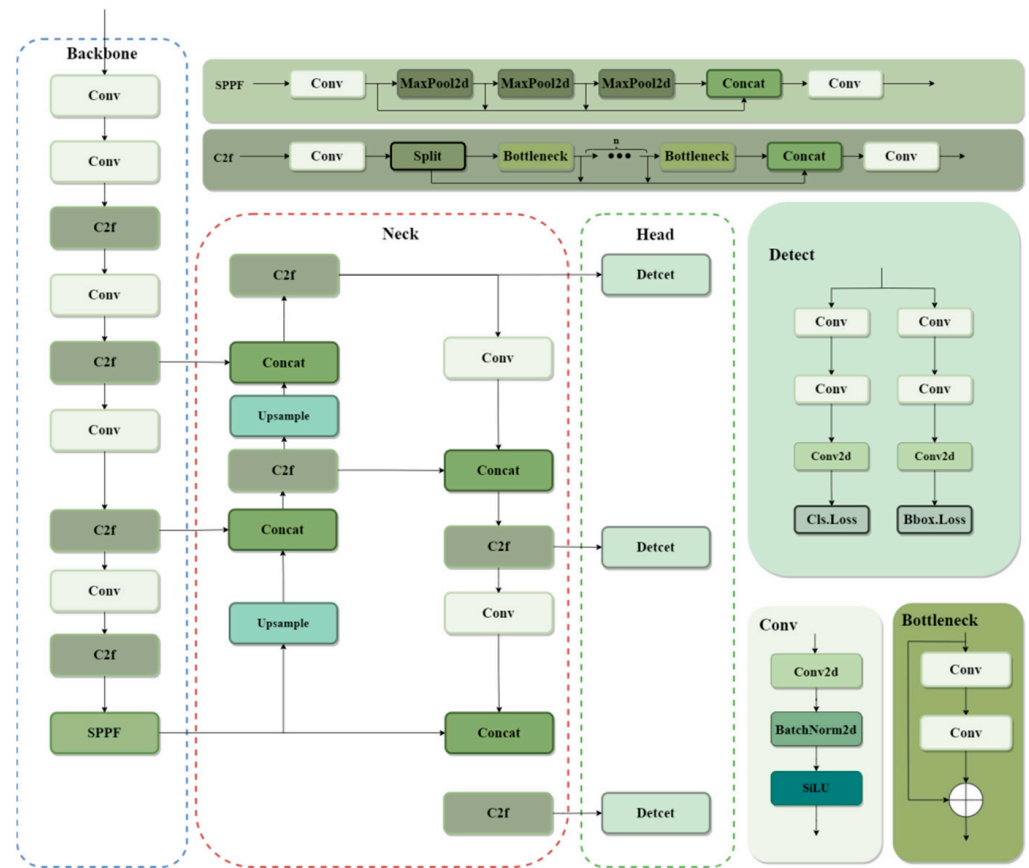 Backbone
Conv
Conv
C2f
Conv
C2f
Conv
C2f
Conv
C2f
SPPF
SPPF
Conv
MaxPool2d
MaxPool2d
MaxPool2d
Concat
Conv
C2f
Conv
Split
Bottleneck
n
Bottleneck
Concat
Conv
Neck
C2f
Concat
Upsample
C2f
Concat
Upsample
Conv
Concat
C2f
Conv
Concat
C2f
Head
Detcet
Detcet
Detcet
Detect
Conv
Conv
Conv
Conv
Conv2d
Conv2d
Cls.Loss
Bbox.Loss
Conv
Conv2d
BatchNorm2d
SiLU
Bottleneck
Conv
Conv